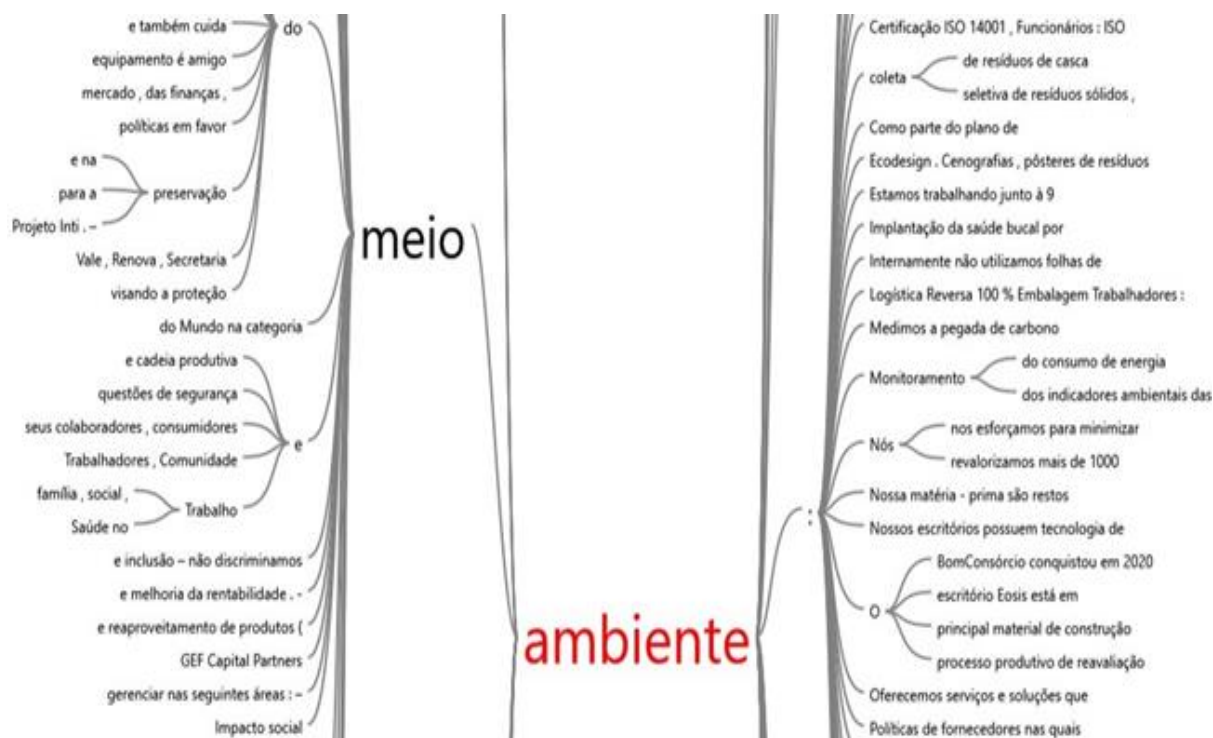 e também cuida
equipamento é amigo
mercado , das finanças ,
políticas em favor
do
e na
para a
Projeto Inti . –
preservação
Vale , Renova , Secretaria
visando a proteção
do Mundo na categoria
e cadeia produtiva
questões de segurança
seus colaboradores , consumidores
Trabalhadores , Comunidade
família , social ,
Saúde no
Trabalho
e
e inclusão – não discriminamos
e melhoria da rentabilidade . -
e reaproveitamento de produtos (
GEF Capital Partners
gerenciar nas seguintes áreas : –
Impacto social
meio
ambiente
:
Certificação ISO 14001 , Funcionários : ISO
coleta
de resíduos de casca
seletiva de resíduos sólidos ,
Como parte do plano de
Ecodesign . Cenografias , pôsteres de resíduos
Estamos trabalhando junto à 9
Implantação da saúde bucal por
Internamente não utilizamos folhas de
Logística Reversa 100 % Embalagem Trabalhadores :
Medimos a pegada de carbono
Monitoramento
do consumo de energia
dos indicadores ambientais das
Nós
nos esforçamos para minimizar
revalorizamos mais de 1000
Nossa matéria - prima são restos
Nossos escritórios possuem tecnologia de
O
BomConsórcio conquistou em 2020
escritório Eosis está em
principal material de construção
processo produtivo de reavaliação
Oferecemos serviços e soluções que
Políticas de fornecedores nas quais